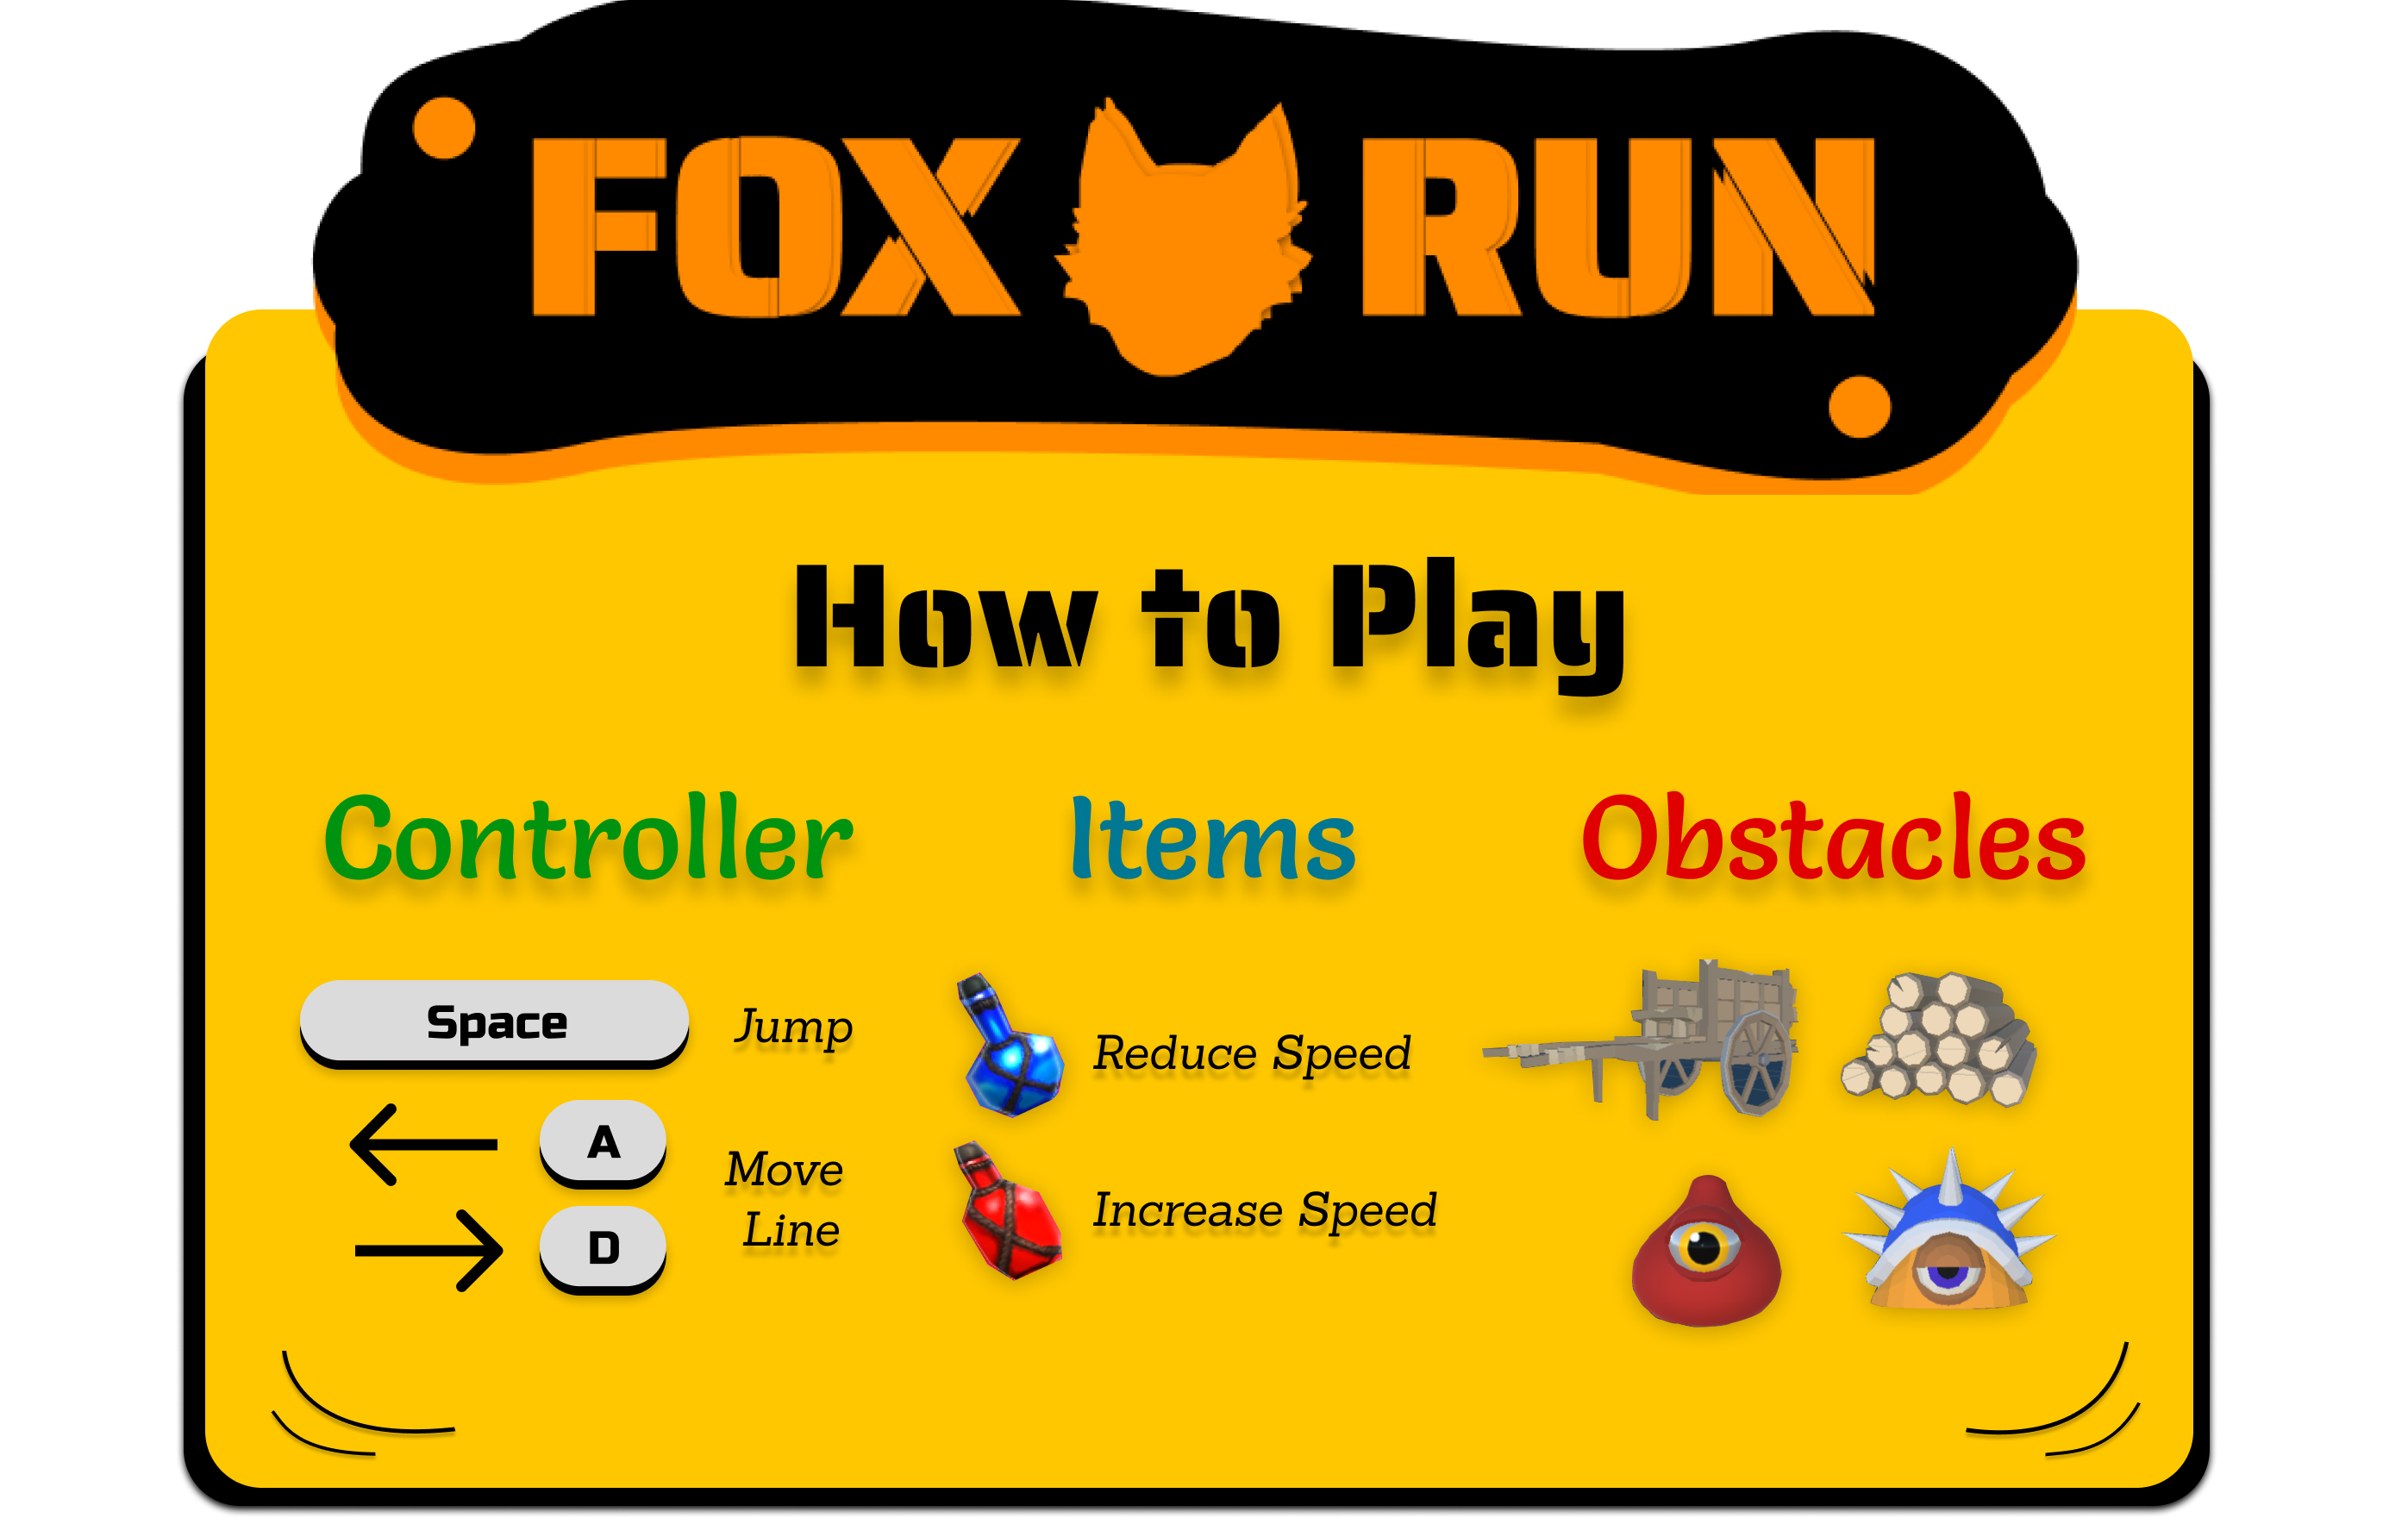 FOX RUN
How to Play
Controller
Space
Jump
A
D
Move
Line
Items
Reduce Speed
Increase Speed
Obstacles